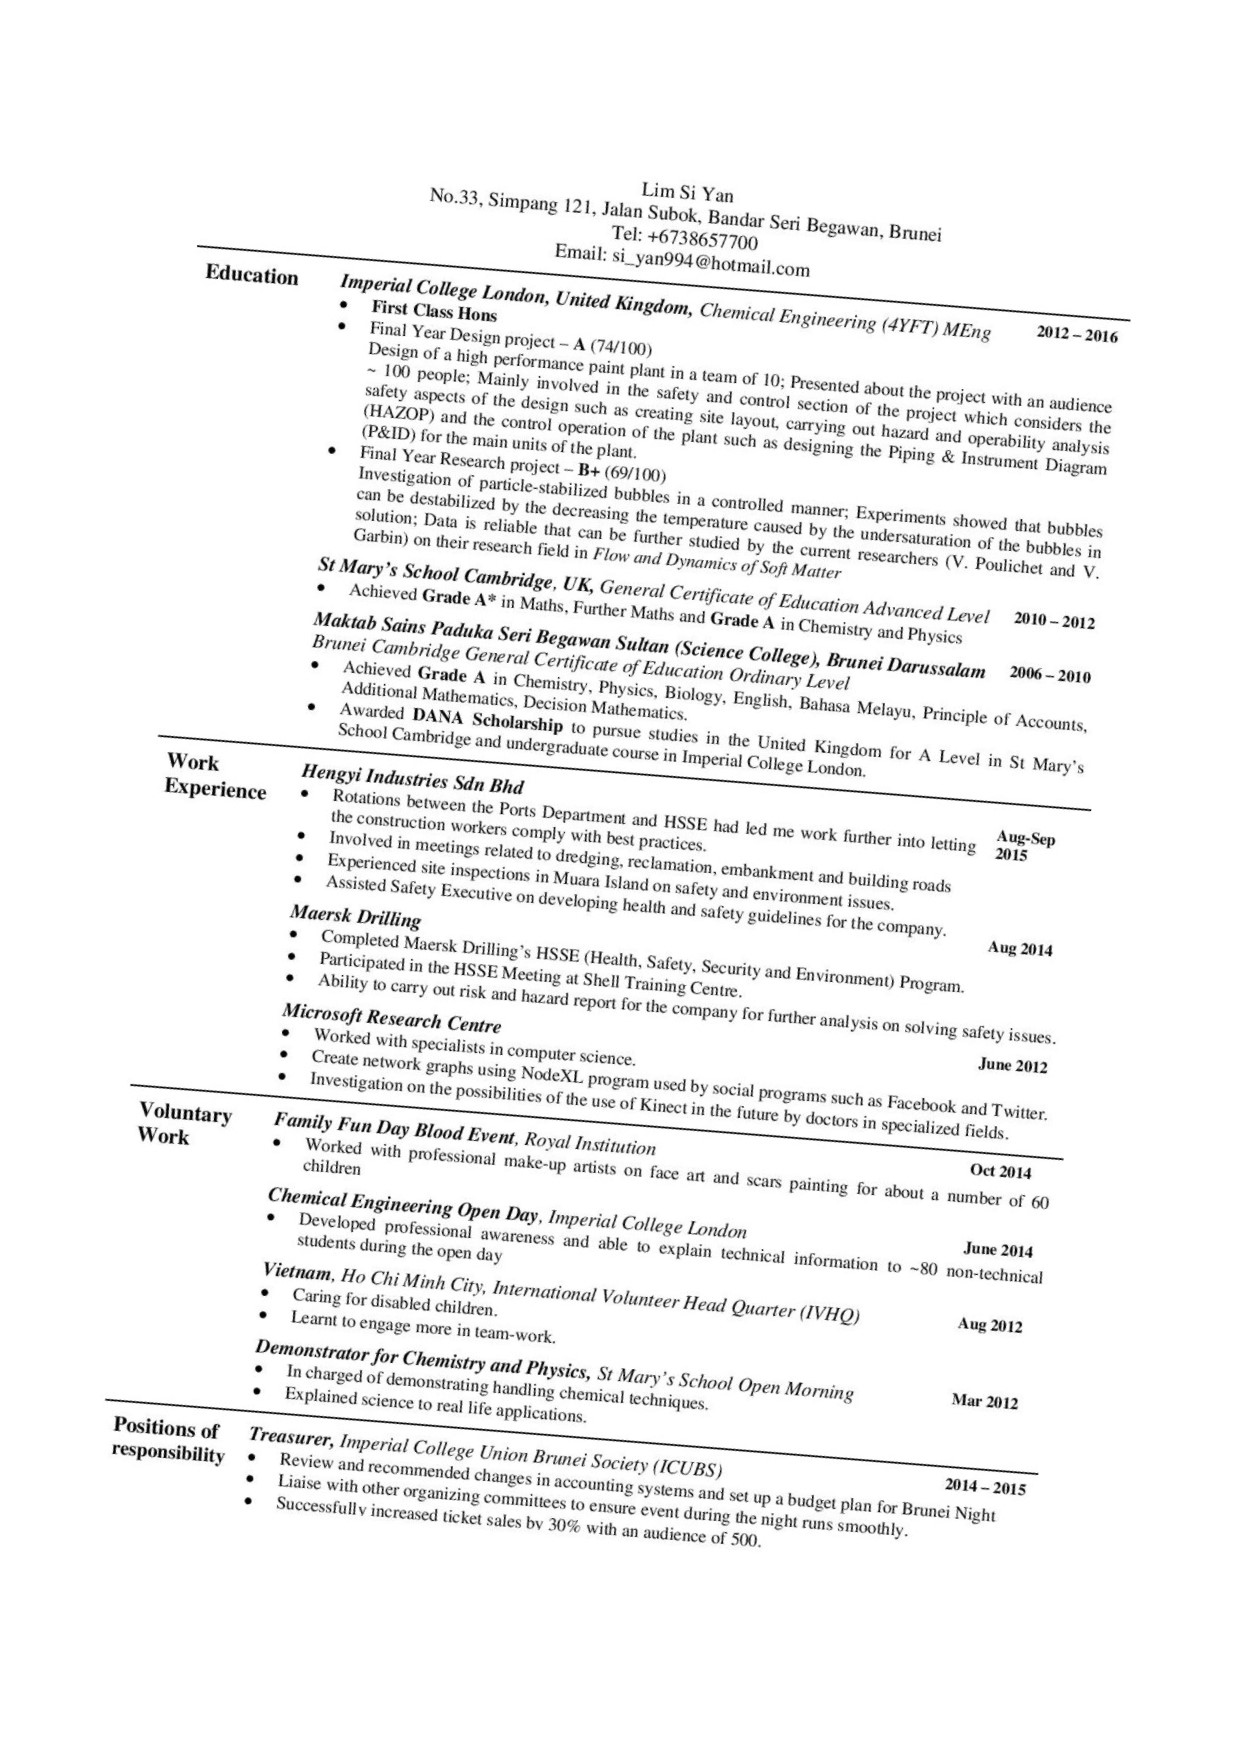 Lim Si Yan
No.33, Simpang 121, Jalan Subok, Bandar Seri Begawan, Brunei
Tel: +6738657700
Email: si_yan994@hotmail.com
Education
Imperial College London, United Kingdom, Chemical Engineering (4YFT) MEng 2012 – 2016
• First Class Hons
• Final Year Design project – A (74/100)
Design of a high performance paint plant in a team of 10; Presented about the project with an audience
~ 100 people; Mainly involved in the safety and control section of the project which considers the
safety aspects of the design such as creating site layout, carrying out hazard and operability analysis
(HAZOP) and the control operation of the plant such as designing the Piping & Instrument Diagram
(P&ID) for the main units of the plant.
• Final Year Research project – B+ (69/100)
Investigation of particle-stabilized bubbles in a controlled manner; Experiments showed that bubbles
can be destabilized by the decreasing the temperature caused by the undersaturation of the bubbles in
solution; Data is reliable that can be further studied by the current researchers (V. Poulichet and V.
Garbin) on their research field in Flow and Dynamics of Soft Matter
St Mary's School Cambridge, UK, General Certificate of Education Advanced Level 2010 – 2012
• Achieved Grade A* in Maths, Further Maths and Grade A in Chemistry and Physics
Maktab Sains Paduka Seri Begawan Sultan (Science College), Brunei Darussalam 2006 – 2010
Brunei Cambridge General Certificate of Education Ordinary Level
• Achieved Grade A in Chemistry, Physics, Biology, English, Bahasa Melayu, Principle of Accounts,
Additional Mathematics, Decision Mathematics.
• Awarded DANA Scholarship to pursue studies in the United Kingdom for A Level in St Mary's
School Cambridge and undergraduate course in Imperial College London.
Work
Experience
Hengyi Industries Sdn Bhd
Aug-Sep
2015
• Rotations between the Ports Department and HSSE had led me work further into letting
the construction workers comply with best practices.
• Involved in meetings related to dredging, reclamation, embankment and building roads
• Experienced site inspections in Muara Island on safety and environment issues.
• Assisted Safety Executive on developing health and safety guidelines for the company.
Maersk Drilling Aug 2014
• Completed Maersk Drilling's HSSE (Health, Safety, Security and Environment) Program.
• Participated in the HSSE Meeting at Shell Training Centre.
• Ability to carry out risk and hazard report for the company for further analysis on solving safety issues.
Microsoft Research Centre June 2012
• Worked with specialists in computer science.
• Create network graphs using NodeXL program used by social programs such as Facebook and Twitter.
• Investigation on the possibilities of the use of Kinect in the future by doctors in specialized fields.
Voluntary
Work
Family Fun Day Blood Event, Royal Institution Oct 2014
• Worked with professional make-up artists on face art and scars painting for about a number of 60
children
Chemical Engineering Open Day, Imperial College London June 2014
• Developed professional awareness and able to explain technical information to ~80 non-technical
students during the open day
Vietnam, Ho Chi Minh City, International Volunteer Head Quarter (IVHQ) Aug 2012
• Caring for disabled children.
• Learnt to engage more in team-work.
Demonstrator for Chemistry and Physics, St Mary's School Open Morning Mar 2012
• In charged of demonstrating handling chemical techniques.
• Explained science to real life applications.
Positions of
responsibility
Treasurer, Imperial College Union Brunei Society (ICUBS) 2014 – 2015
• Review and recommended changes in accounting systems and set up a budget plan for Brunei Night
• Liaise with other organizing committees to ensure event during the night runs smoothly.
• Successfully increased ticket sales by 30% with an audience of 500.